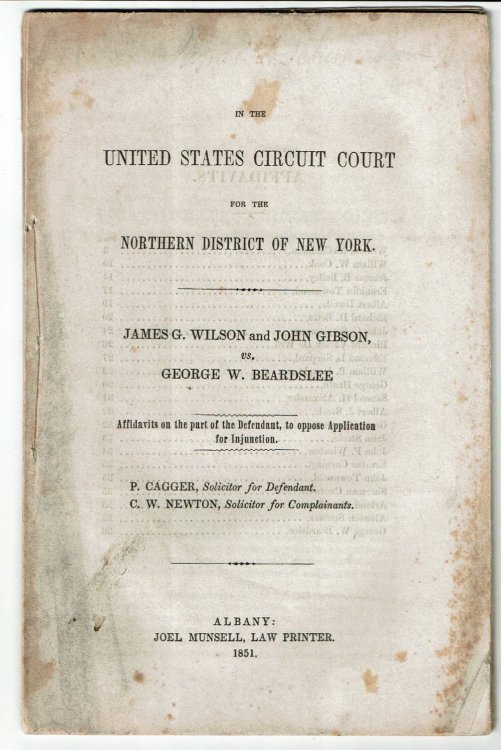 IN THE
UNITED STATES CIRCUIT COURT
FOR THE
NORTHERN DISTRICT OF NEW YORK.
JAMES G. WILSON and JOHN GIBSON,
vs.
GEORGE W. BEARDSLEE
Affidavits on the part of the Defendant, to oppose Application
for Injunction.
P. CAGGER, Solicitor for Defendant.
C. W. NEWTON, Solicitor for Complainants.
ALBANY:
JOEL MUNSELL, LAW PRINTER.
1851.